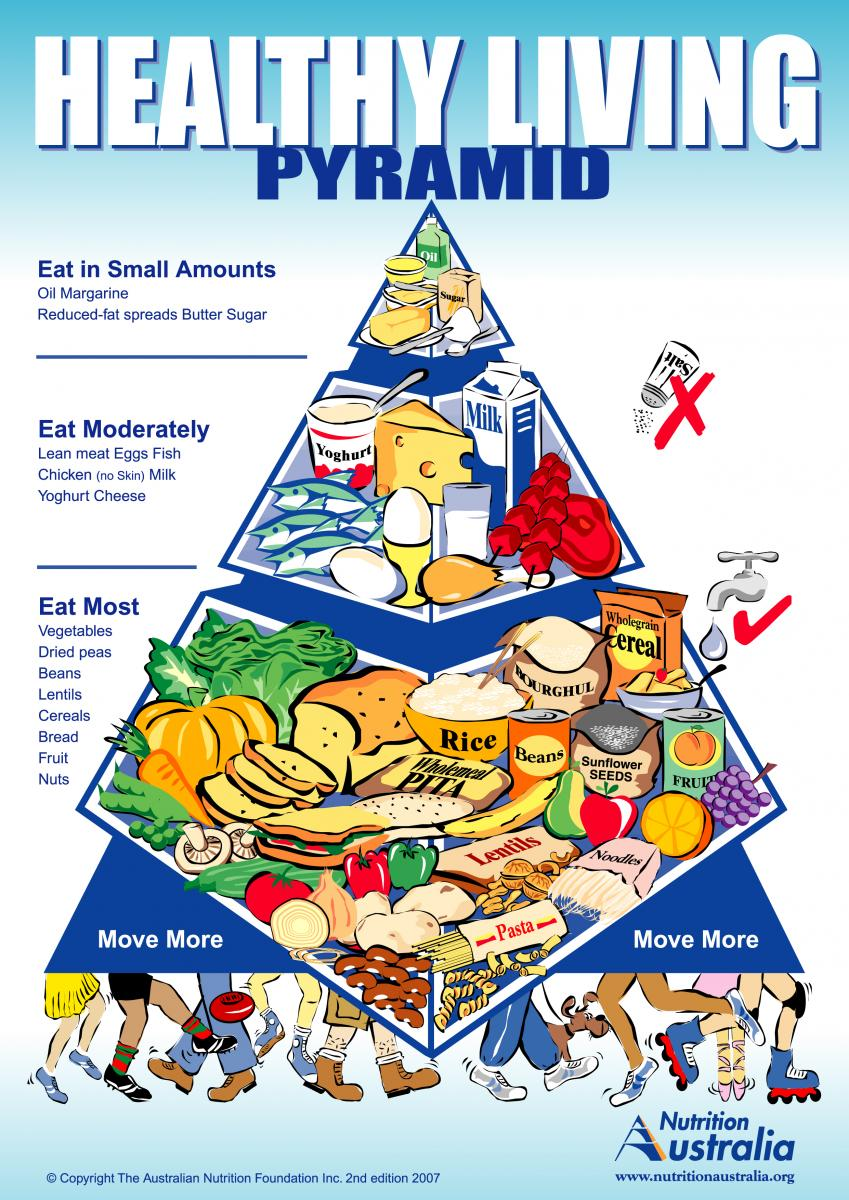 HEALTHY LIVING
PYRAMID
Eat in Small Amounts
Oil Margarine
Reduced-fat spreads Butter Sugar
Oil
Sugar
Salt
Eat Moderately
Lean meat Eggs Fish
Chicken (no Skin) Milk
Yoghurt Cheese
Milk
Yoghurt
Eat Most
Vegetables
Dried peas
Beans
Lentils
Cereals
Bread
Fruit
Nuts
Wholegrain
Cereal
BOURGHUL
Rice
Beans
Sunflower
SEEDS
FRUIT
Wholemeal
PITA
Lentils
Noodles
Pasta
Move More
Move More
Nutrition
Australia
www.nutritionaustralia.org
© Copyright The Australian Nutrition Foundation Inc. 2nd edition 2007